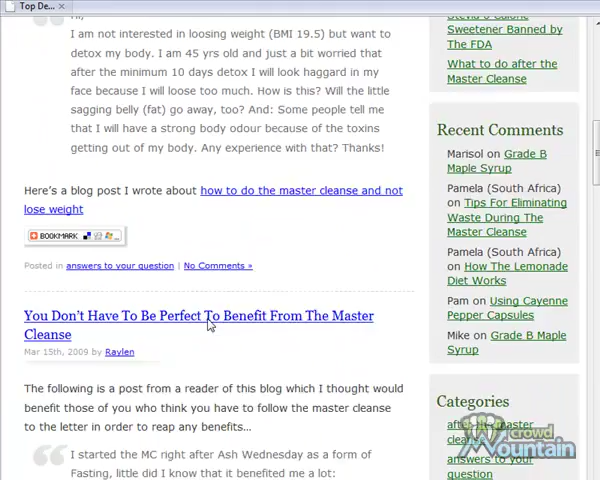 Top De...
Hi,
I am not interested in loosing weight (BMI 19.5) but want to
detox my body. I am 45 yrs old and just a bit worried that
after the minimum 10 days detox I will look haggard in my
face because I will loose too much. How is this? Will the little
sagging belly (fat) go away, too? And: Some people tell me
that I will have a strong body odour because of the toxins
getting out of my body. Any experience with that? Thanks!
Here's a blog post I wrote about how to do the master cleanse and not
lose weight
BOOKMARK
Posted in answers to your question | No Comments »
You Don't Have To Be Perfect To Benefit From The Master
Cleanse
Mar 15th, 2009 by Raylen
The following is a post from a reader of this blog which I thought would
benefit those of you who think you have to follow the master cleanse
to the letter in order to reap any benefits...
I started the MC right after Ash Wednesday as a form of
Fasting, little did I know that it benefited me a lot:
Stevia 0 Calorie
Sweetener Banned by
The FDA
What to do after the
Master Cleanse
Recent Comments
Marisol on Grade B
Maple Syrup
Pamela (South Africa)
on Tips For Eliminating
Waste During The
Master Cleanse
Pamela (South Africa)
on How The Lemonade
Diet Works
Pam on Using Cayenne
Pepper Capsules
Mike on Grade B Maple
Syrup
Categories
after the master
cleanse
answers to your
question
crowd
Mountain